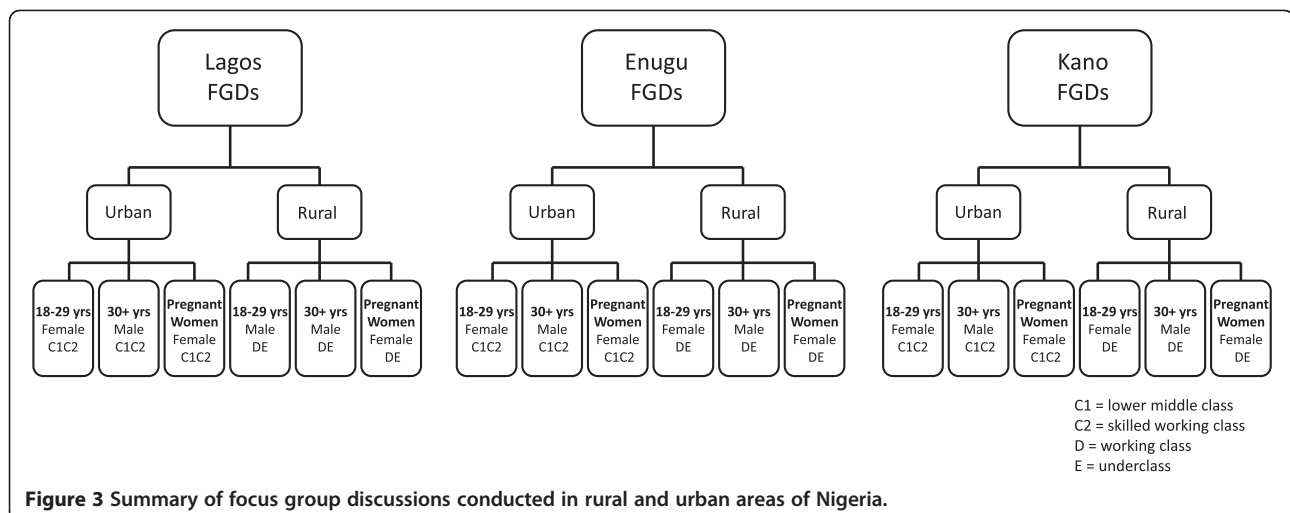 Lagos
FGDs
Enugu
FGDs
Kano
FGDs
Urban
Rural
Urban
Rural
Urban
Rural
18-29 yrs
Female
C1C2
30+ yrs
Male
C1C2
Pregnant
Women
Female
C1C2
18-29 yrs
Male
DE
30+ yrs
Male
DE
Pregnant
Women
Female
DE
18-29 yrs
Female
C1C2
30+ yrs
Male
C1C2
Pregnant
Women
Female
C1C2
18-29 yrs
Female
DE
30+ yrs
Male
DE
Pregnant
Women
Female
DE
18-29 yrs
Female
C1C2
30+ yrs
Male
C1C2
Pregnant
Women
Female
C1C2
18-29 yrs
Female
DE
30+ yrs
Male
DE
Pregnant
Women
Female
DE
C1 = lower middle class
C2 = skilled working class
D = working class
E = underclass
Figure 3 Summary of focus group discussions conducted in rural and urban areas of Nigeria.